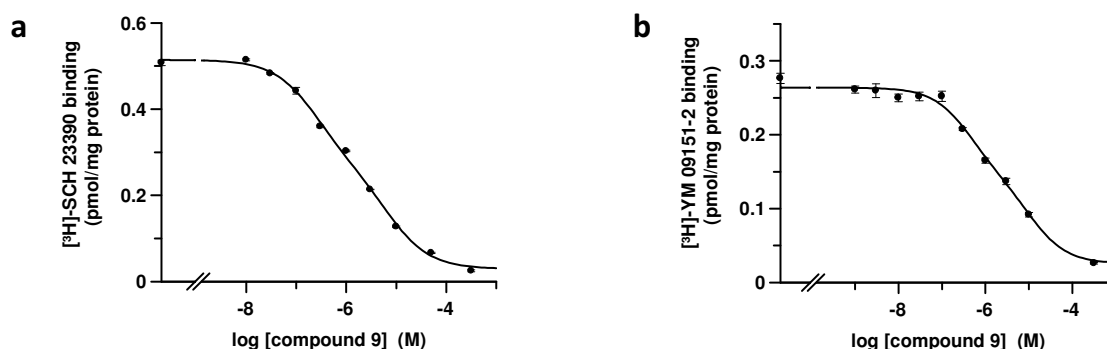 a
[³H]-SCH 23390 binding
(pmol/mg protein)
0.6
0.4
0.2
0
-8
-6
-4
log [compound 9] (M)
b
[³H]-YM 09151-2 binding
(pmol/mg protein)
0.3
0.2
0.1
0
-8
-6
-4
log [compound 9] (M)